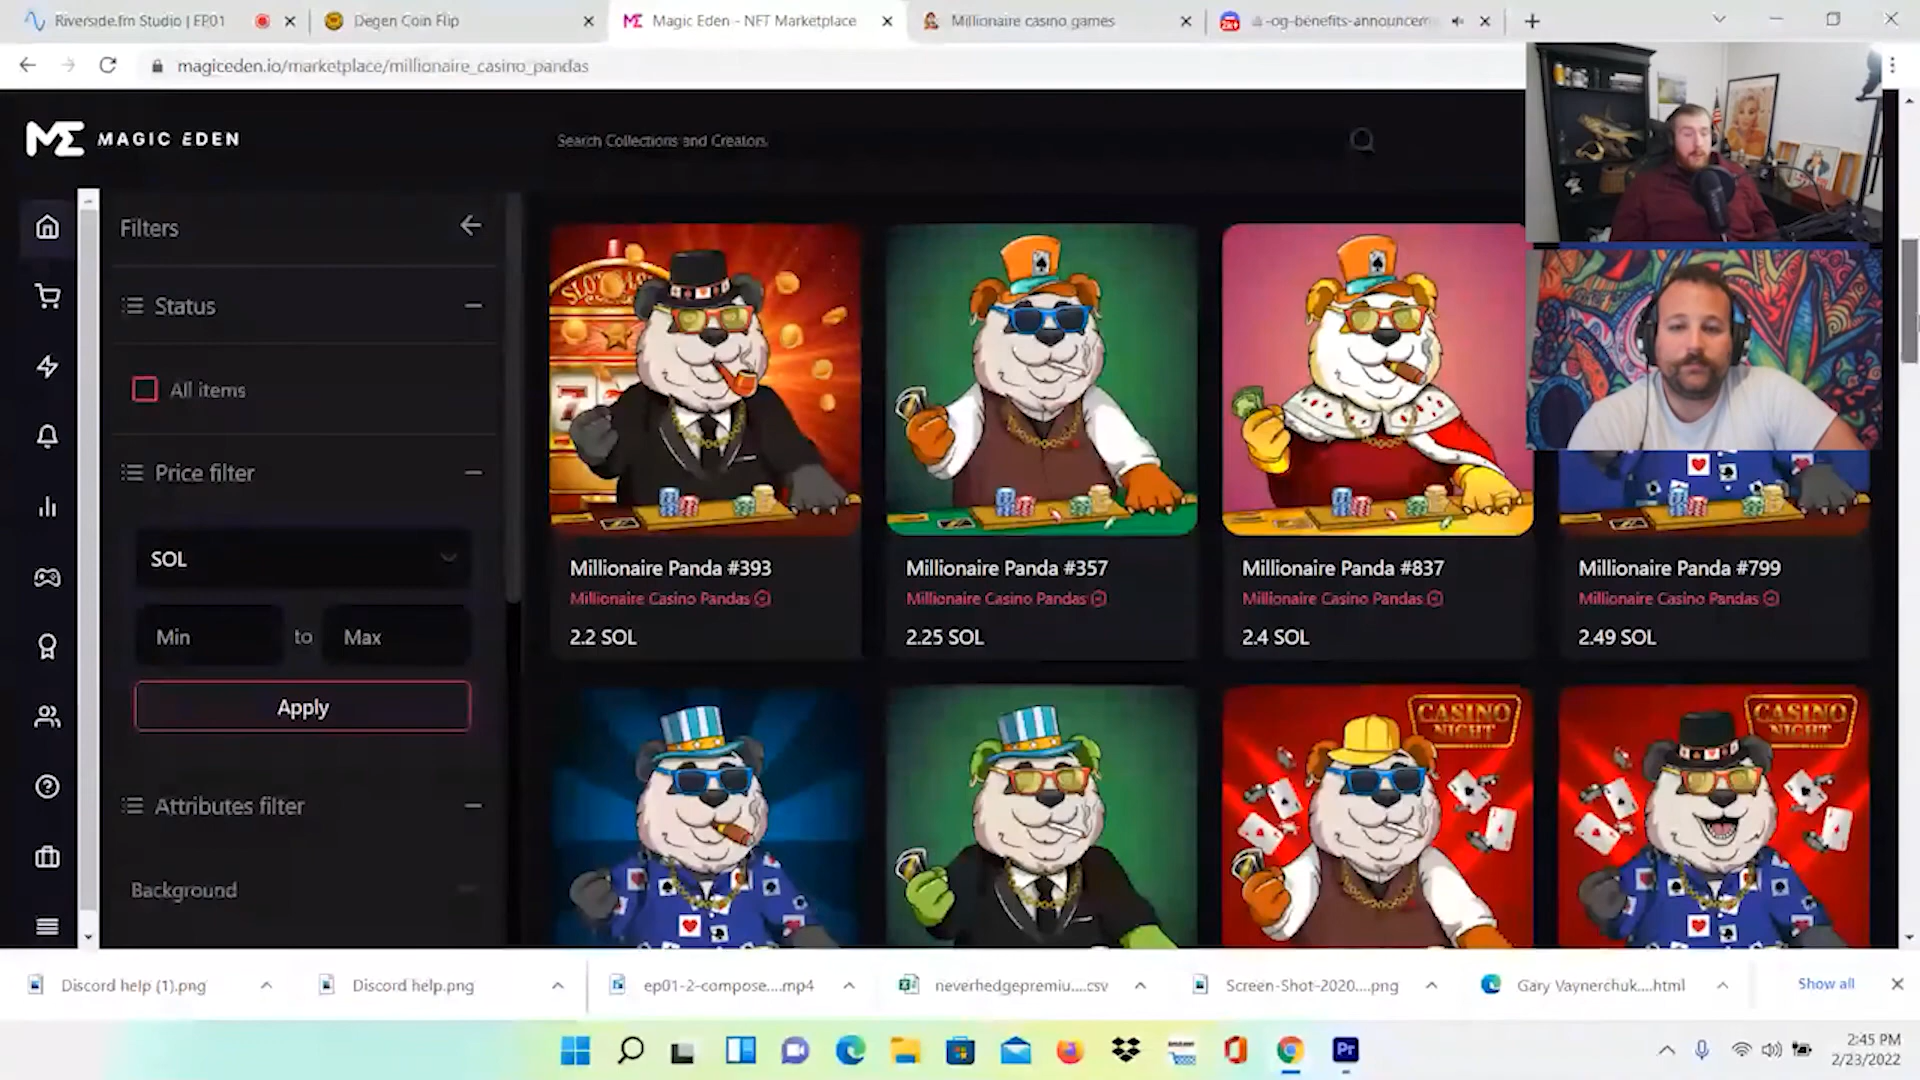 Riverside.fm Studio | EP01
Degen Coin Flip
Magic Eden - NFT Marketplace
Millionaire casino games
-og-benefits-announcem
magiceden.io/marketplace/millionaire_casino_pandas
MAGIC EDEN
Search Collections and Creators
Filters
Status
All items
Price filter
SOL
Min to Max
Apply
Attributes filter
Background
Millionaire Panda #393
Millionaire Casino Pandas
2.2 SOL
Millionaire Panda #357
Millionaire Casino Pandas
2.25 SOL
Millionaire Panda #837
Millionaire Casino Pandas
2.4 SOL
Millionaire Panda #799
Millionaire Casino Pandas
2.49 SOL
CASINO
NIGHT
CASINO
NIGHT
Discord help (1).png
Discord help.png
ep01-2-compose....mp4
neverhedgepremiu....csv
Screen-Shot-2020....png
Gary Vaynerchuk....html
Show all
Pr
2:45 PM
2/23/2022